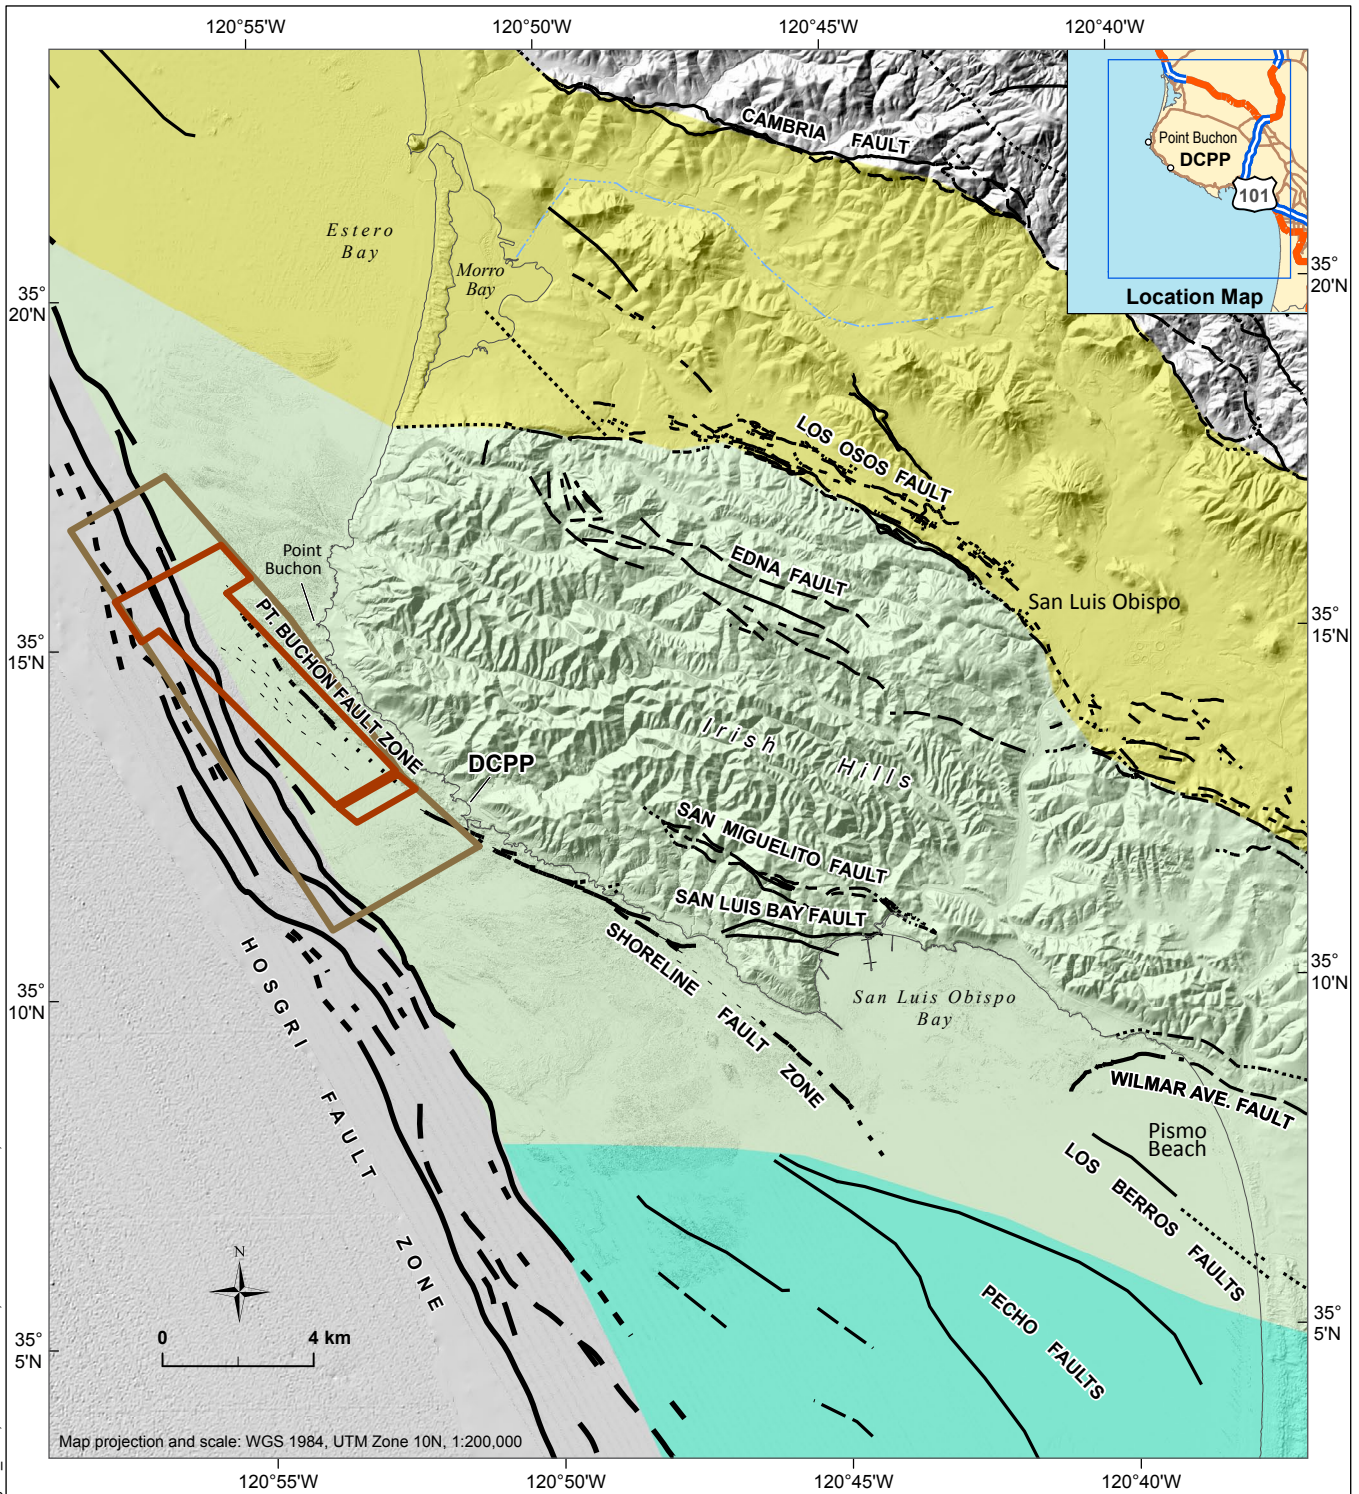 120°55'W
120°50'W
120°45'W
120°40'W
CAMBRIA FAULT
Point Buchon
DCPP
101
Location Map
Estero
Bay
Morro
Bay
35°
20'N
35°
20'N
LOS OSOS FAULT
Point
Buchon
EDNA FAULT
San Luis Obispo
35°
15'N
35°
15'N
PT. BUCHON FAULT ZONE
Irish Hills
DCPP
SAN MIGUELITO FAULT
SAN LUIS BAY FAULT
SHORELINE FAULT ZONE
San Luis Obispo
Bay
35°
10'N
35°
10'N
HOSGRI FAULT ZONE
WILMAR AVE. FAULT
Pismo
Beach
LOS BERROS FAULTS
PECHO FAULTS
N
0 4 km
35°
5'N
35°
5'N
Map projection and scale: WGS 1984, UTM Zone 10N, 1:200,000
120°55'W
120°50'W
120°45'W
120°40'W